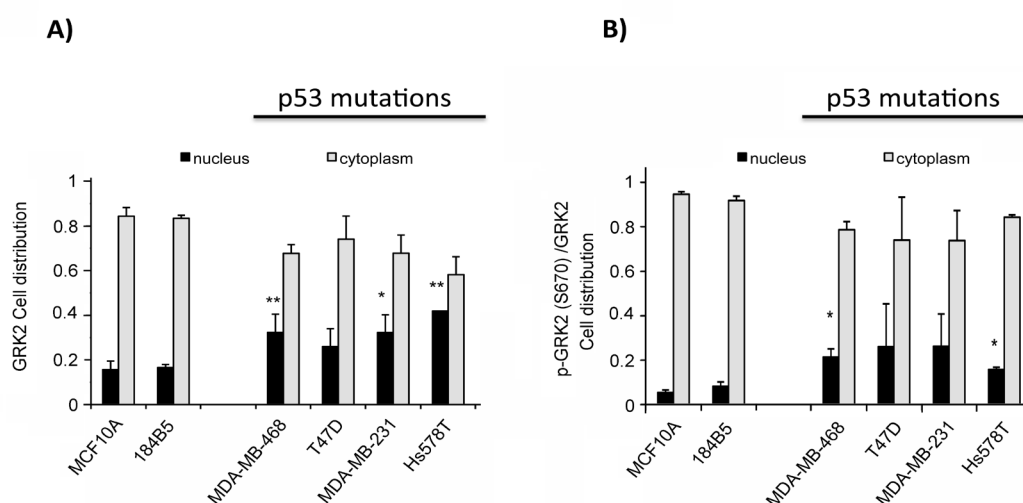 A)
p53 mutations
nucleus
cytoplasm
GRK2 Cell distribution
1
0.8
0.6
0.4
0.2
0
**
*
**
MCF10A
184B5
MDA-MB-468
T47D
MDA-MB-231
Hs578T
B)
p53 mutations
nucleus
cytoplasm
p-GRK2 (S670) /GRK2
Cell distribution
1
0.8
0.6
0.4
0.2
0
*
*
MCF10A
184B5
MDA-MB-468
T47D
MDA-MB-231
Hs578T